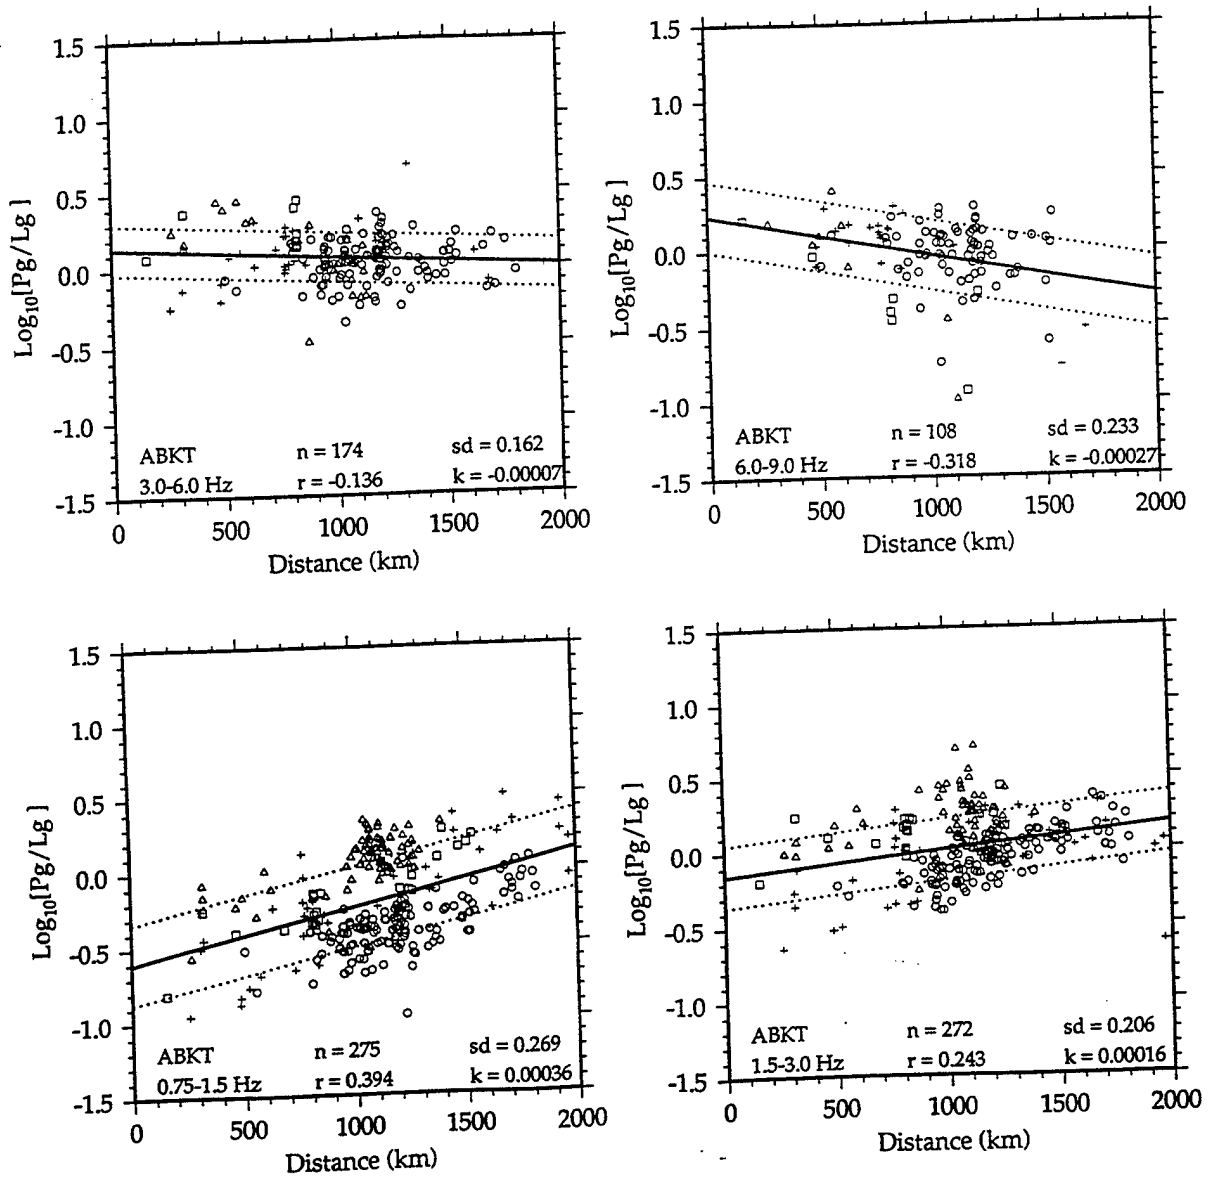 1.5
1.0
0.5
0.0
-0.5
-1.0
-1.5
Log10[Pg/Lg ]
ABKT n = 174 sd = 0.162
3.0-6.0 Hz r = -0.136 k = -0.00007
0 500 1000 1500 2000
Distance (km)
1.5
1.0
0.5
0.0
-0.5
-1.0
-1.5
Log10[Pg/Lg ]
ABKT n = 108 sd = 0.233
6.0-9.0 Hz r = -0.318 k = -0.00027
0 500 1000 1500 2000
Distance (km)
1.5
1.0
0.5
0.0
-0.5
-1.0
-1.5
Log10[Pg/Lg ]
ABKT n = 275 sd = 0.269
0.75-1.5 Hz r = 0.394 k = 0.00036
0 500 1000 1500 2000
Distance (km)
1.5
1.0
0.5
0.0
-0.5
-1.0
-1.5
Log10[Pg/Lg ]
ABKT n = 272 sd = 0.206
1.5-3.0 Hz r = 0.243 k = 0.00016
0 500 1000 1500 2000
Distance (km)